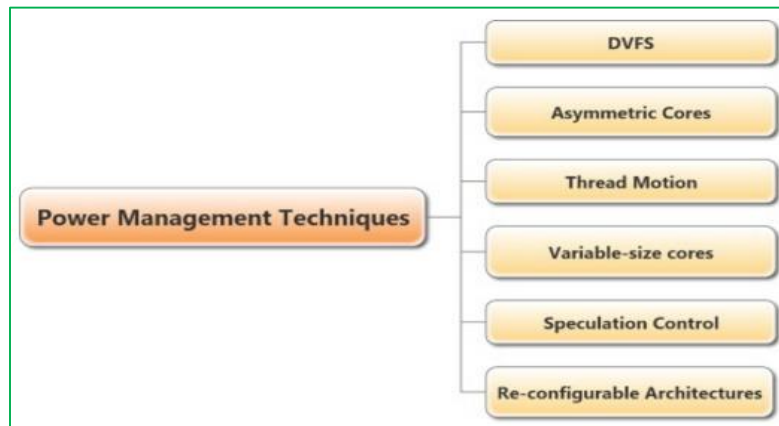 DVFS
Asymmetric Cores
Thread Motion
Power Management Techniques
Variable-size cores
Speculation Control
Re-configurable Architectures